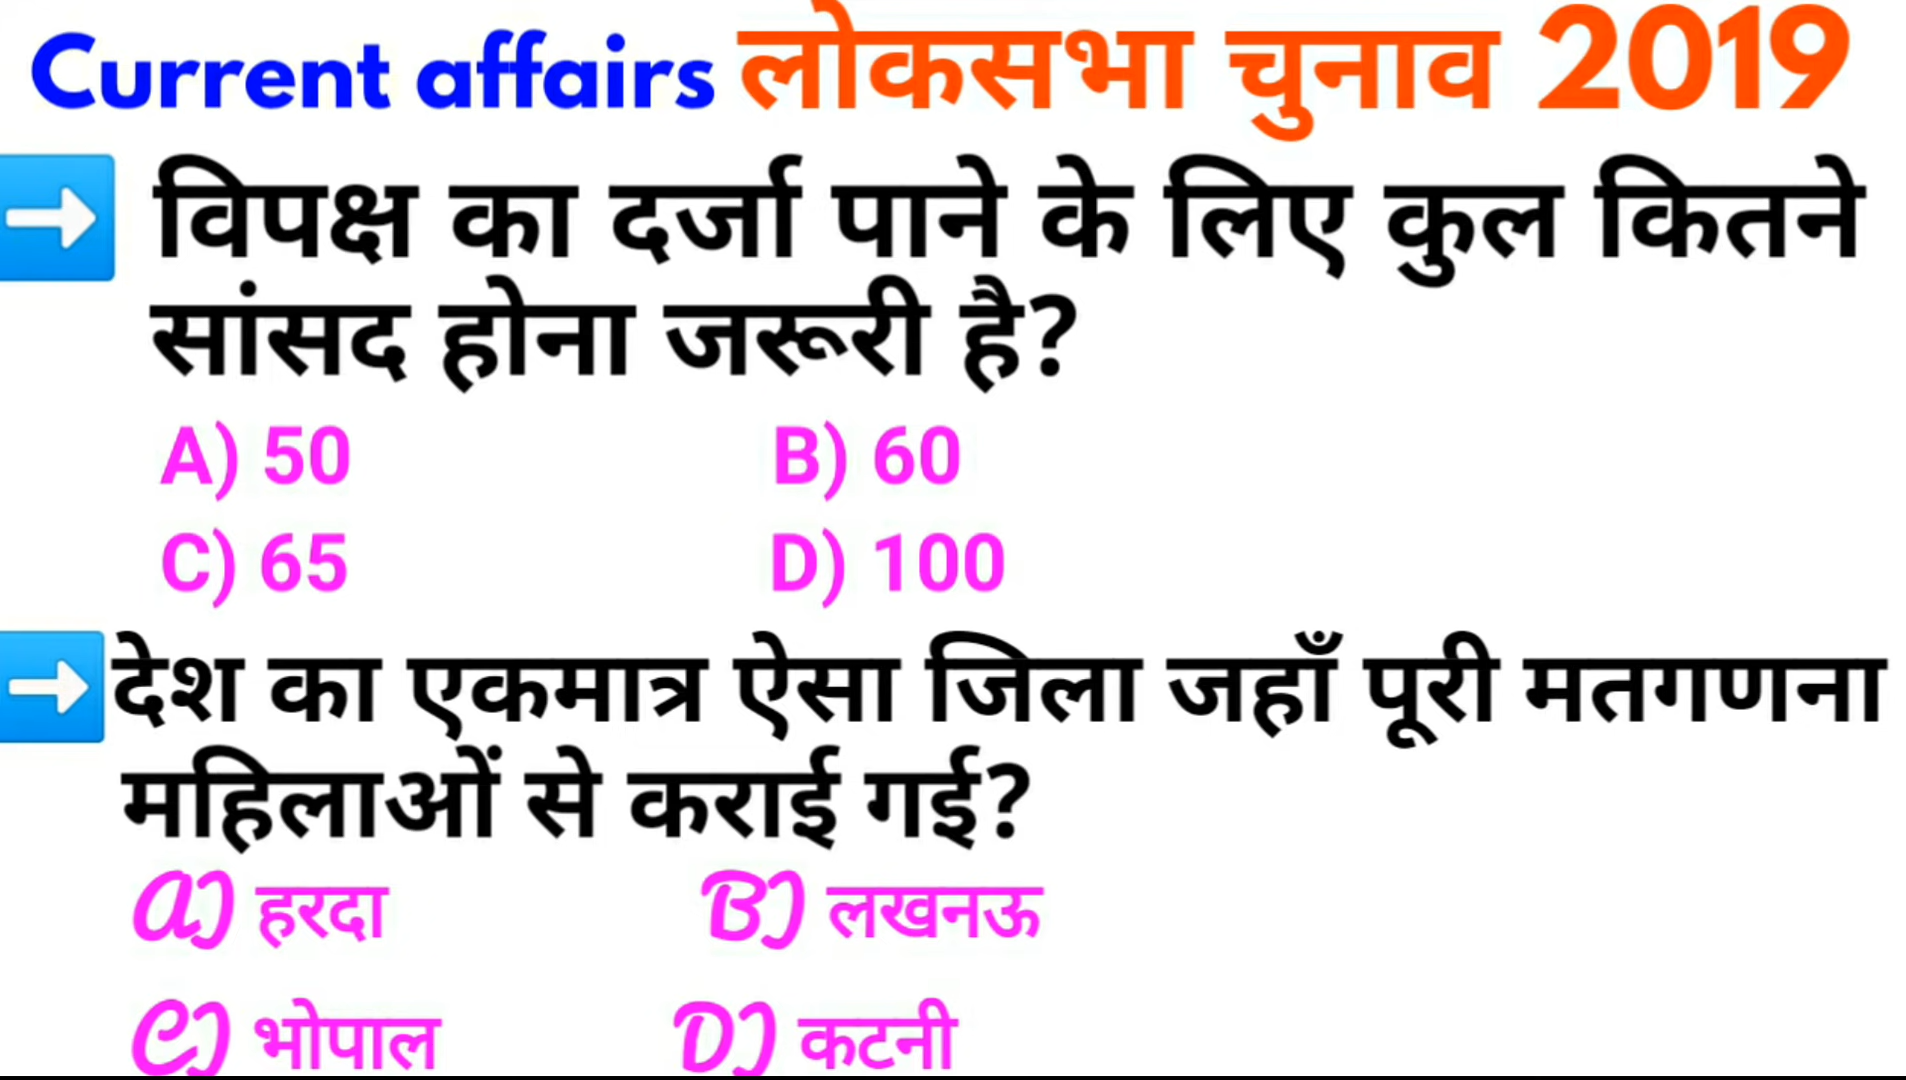 Current affairs लोकसभा चुनाव 2019
विपक्ष का दर्जा पाने के लिए कुल कितने
सांसद होना जरूरी है?
A) 50 B) 60
C) 65 D) 100
देश का एकमात्र ऐसा जिला जहाँ पूरी मतगणना
महिलाओं से कराई गई?
A) हरदा B) लखनऊ
C) भोपाल D) कटनी